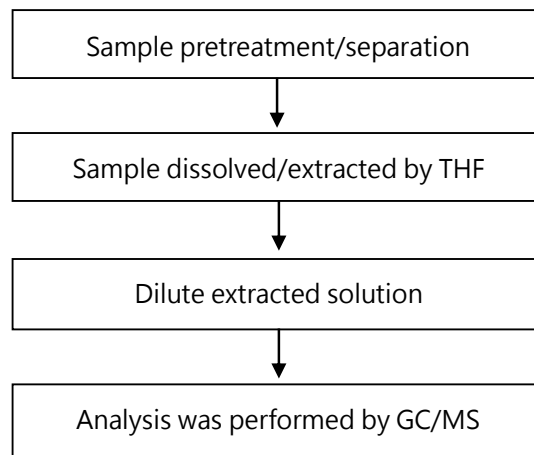 Sample pretreatment/separation
Sample dissolved/extracted by THF
Dilute extracted solution
Analysis was performed by GC/MS